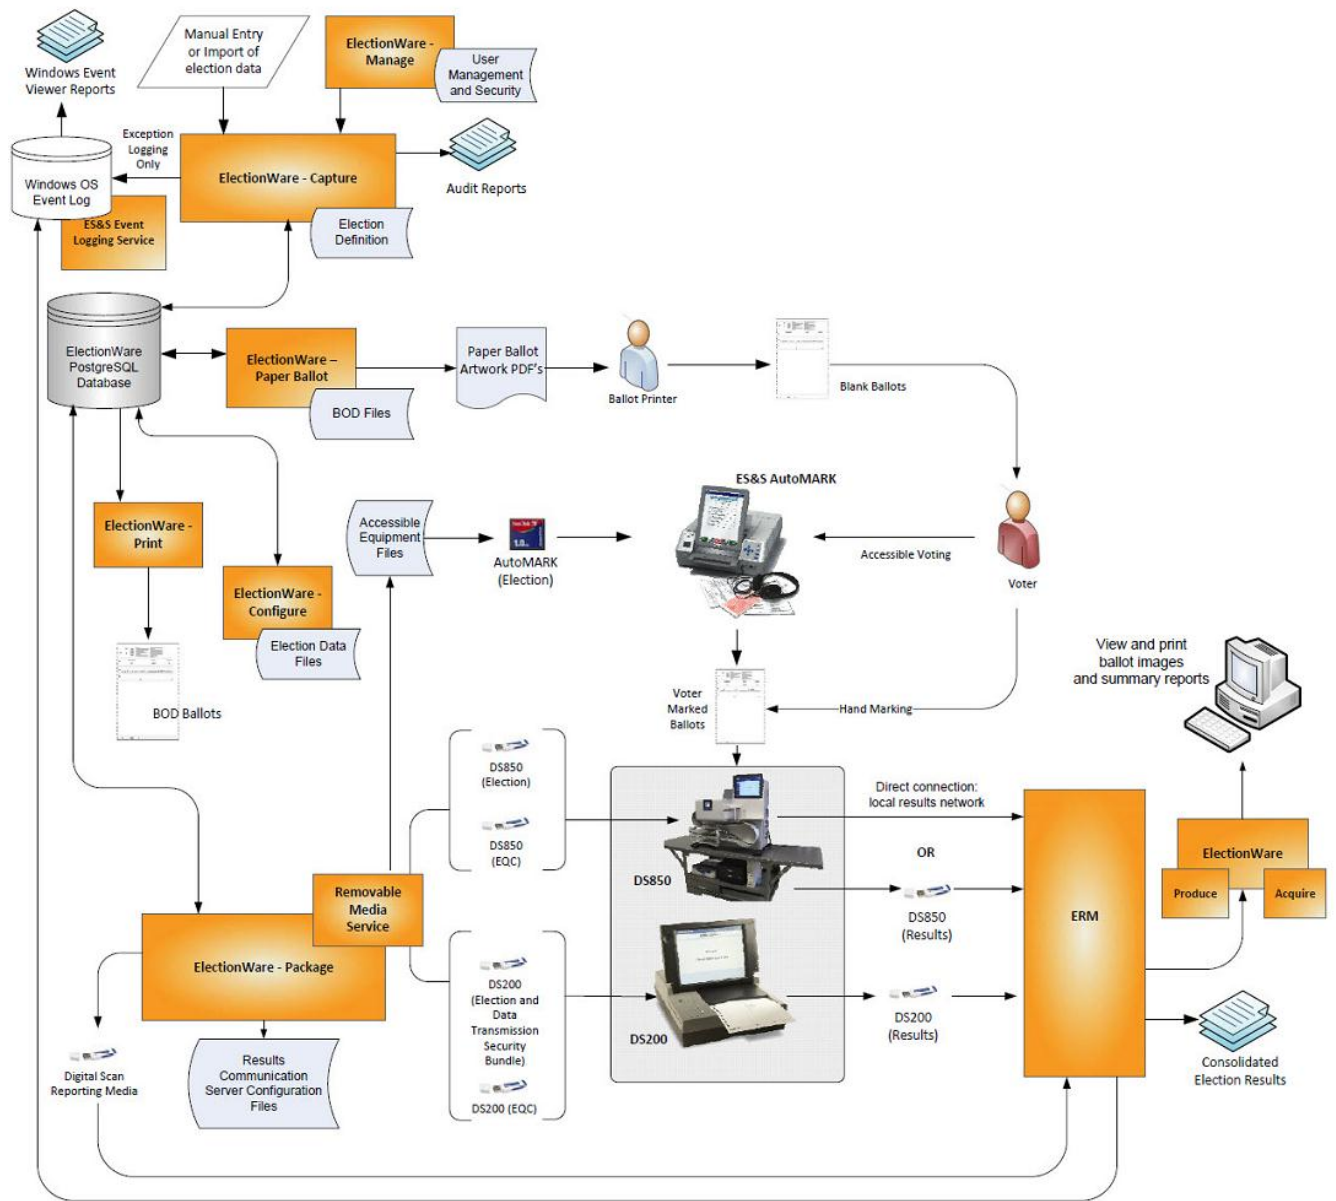 Manual Entry
or Import of
election data
ElectionWare -
Manage
User
Management
and Security
Windows Event
Viewer Reports
Exception
Logging
Only
ElectionWare - Capture
Audit Reports
Windows OS
Event Log
ES&S Event
Logging Service
Election
Definition
ElectionWare
PostgreSQL
Database
ElectionWare –
Paper Ballot
BOD Files
Paper Ballot
Artwork PDF's
Ballot Printer
Blank Ballots
ES&S AutoMARK
ElectionWare -
Print
Accessible
Equipment
Files
AutoMARK
(Election)
Accessible Voting
Voter
ElectionWare -
Configure
Election Data
Files
BOD Ballots
Voter
Marked
Ballots
Hand Marking
View and print
ballot images
and summary reports
DS850
(Election)
DS850
(EQC)
Direct connection:
local results network
OR
DS850
DS850
(Results)
ERM
ElectionWare
Produce
Acquire
Removable
Media
Service
ElectionWare - Package
DS200
(Election and
Data
Transmission
Security
Bundle)
DS200 (EQC)
DS200
DS200
(Results)
Digital Scan
Reporting Media
Results
Communication
Server Configuration
Files
Consolidated
Election Results